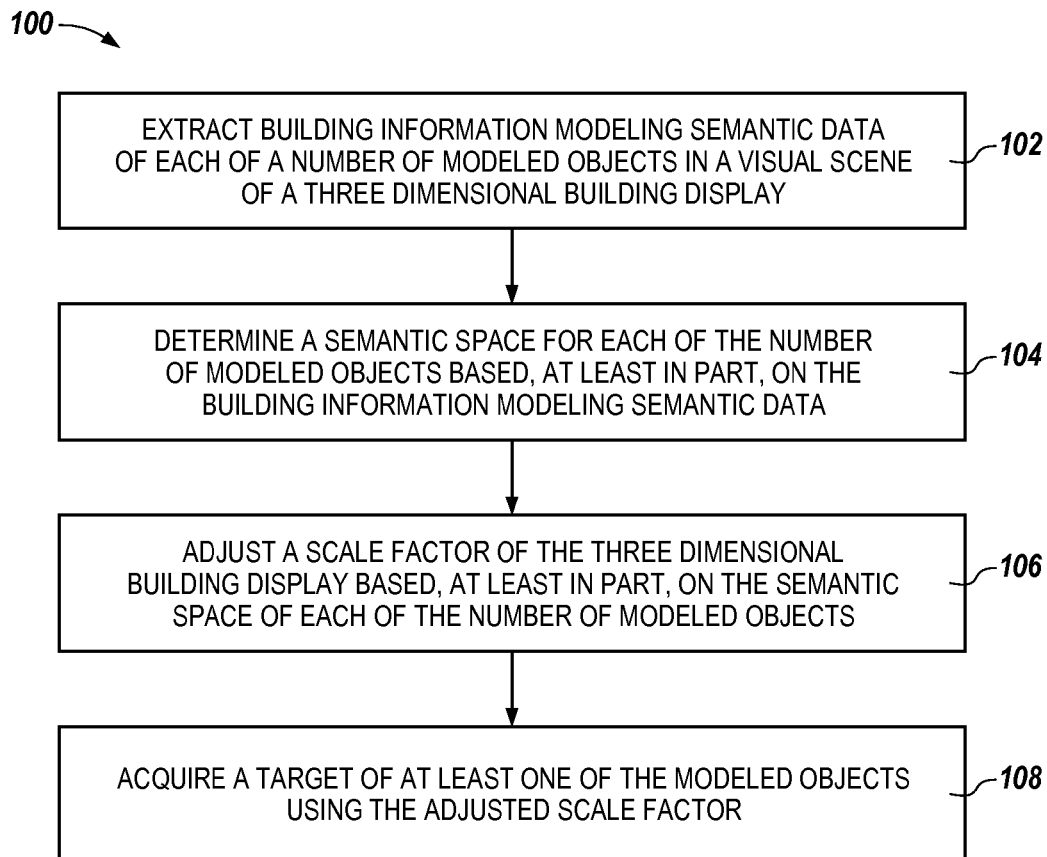 100
EXTRACT BUILDING INFORMATION MODELING SEMANTIC DATA
OF EACH OF A NUMBER OF MODELED OBJECTS IN A VISUAL SCENE
OF A THREE DIMENSIONAL BUILDING DISPLAY
102
DETERMINE A SEMANTIC SPACE FOR EACH OF THE NUMBER
OF MODELED OBJECTS BASED, AT LEAST IN PART, ON THE
BUILDING INFORMATION MODELING SEMANTIC DATA
104
ADJUST A SCALE FACTOR OF THE THREE DIMENSIONAL
BUILDING DISPLAY BASED, AT LEAST IN PART, ON THE SEMANTIC
SPACE OF EACH OF THE NUMBER OF MODELED OBJECTS
106
ACQUIRE A TARGET OF AT LEAST ONE OF THE MODELED OBJECTS
USING THE ADJUSTED SCALE FACTOR
108